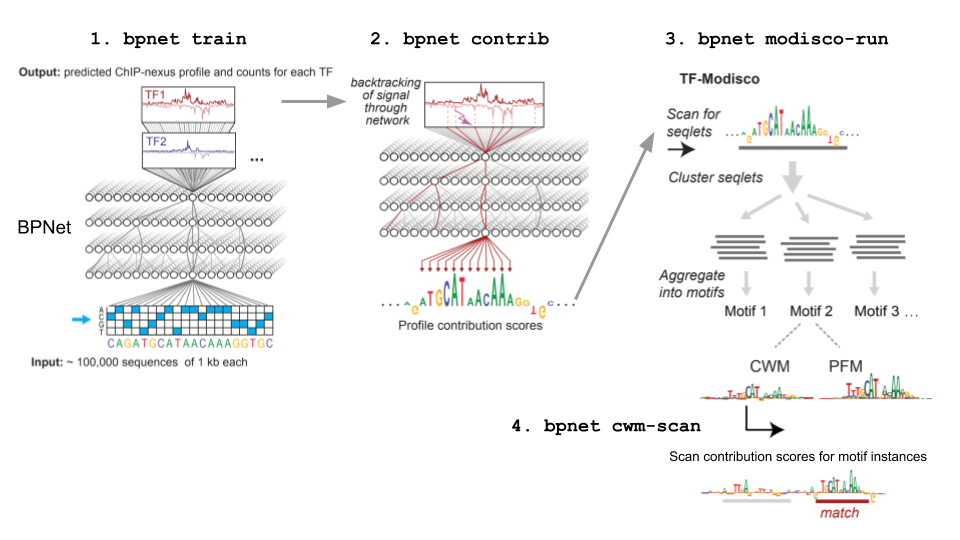 1. bpnet train
Output: predicted ChIP-nexus profile and counts for each TF
TF1
TF2
...
BPNet
A
C
G
T
CAGATGCATAACAAAGGTGC
Input: ~ 100,000 sequences of 1 kb each
2. bpnet contrib
backtracking
of signal
through
network
... GATGCATAACAAAGGTGC...
Profile contribution scores
3. bpnet modisco-run
TF-Modisco
Scan for
seqlets
... GATGCATAACAAAGGTGC...
Cluster seqlets
Aggregate
into motifs
Motif 1 Motif 2 Motif 3 ...
CWM PFM
4. bpnet cwm-scan
Scan contribution scores for motif instances
match